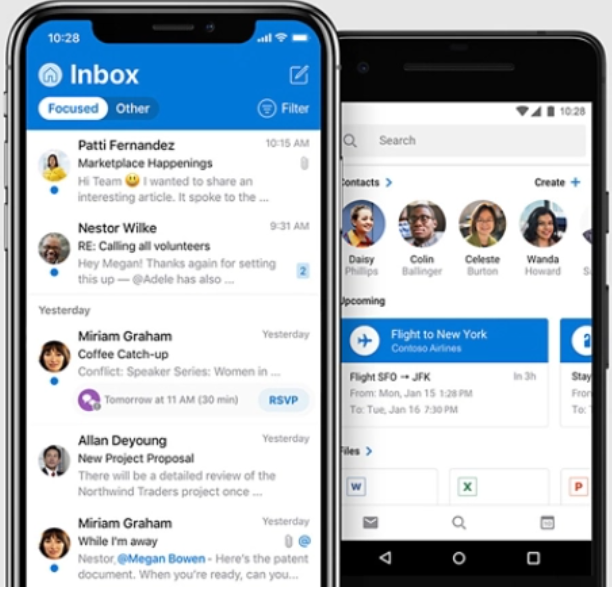 10:28
Inbox
Focused Other Filter
Patti Fernandez 10:15 AM
Marketplace Happenings
Hi Team 😃 I wanted to share an
interesting article. It spoke to the ...
Nestor Wilke 9:31 AM
RE: Calling all volunteers
Hey Megan! Thanks again for setting
this up — @Adele has also ... 2
Yesterday
Miriam Graham Yesterday
Coffee Catch-up
Conflict: Speaker Series: Women in ...
Tomorrow at 11 AM (30 min) RSVP
Allan Deyoung Yesterday
New Project Proposal
There will be a detailed review of the
Northwind Traders project once ...
Miriam Graham Yesterday
While I'm away @
Nestor, @Megan Bowen - Here's the patent
document. When you're ready, can you...
10:28
Search
Contacts > Create +
Daisy Colin Celeste Wanda
Phillips Ballinger Burton Howard
Upcoming
Flight to New York
Contoso Airlines
Flight SFO → JFK In 3h
From: Mon, Jan 15 1:28 PM
To: Tue, Jan 16 7:30 PM
Stay
From
To:
Files >
W X P